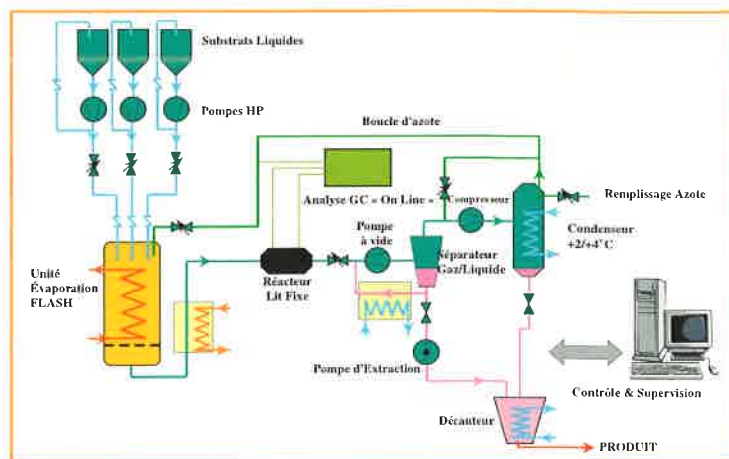 Substrats Liquides
Pompes HP
Boucle d'azote
Analyse GC « On Line »
Compresseur
Remplissage Azote
Pompe
à vide
Condenseur
+2/+4°C
Séparateur
Gaz/Liquide
Unité
Évaporation
FLASH
Réacteur
Lit Fixe
Pompe d'Extraction
Contrôle & Supervision
Décanteur
PRODUIT